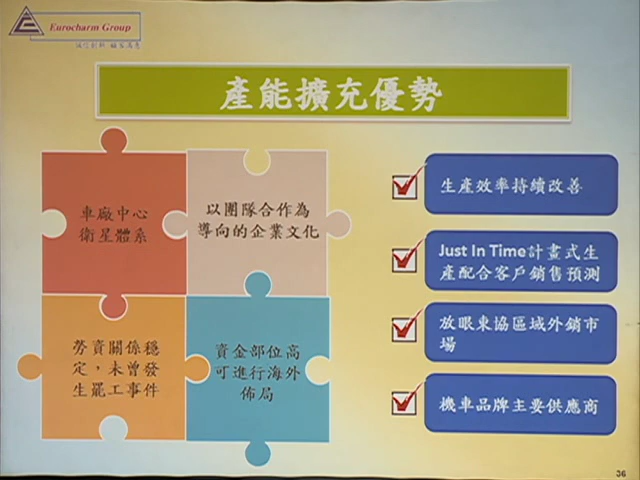 Eurocharm Group
產能擴充優勢
車廠中心
衛星體系
以團隊合作為
導向的企業文化
勞資關係穩
定，未曾發
生罷工事件
資金部位高
可進行海外
佈局
生產效率持續改善
Just In Time計畫式生
產配合客戶銷售預測
放眼東協區域外銷市
場
機車品牌主要供應商
36